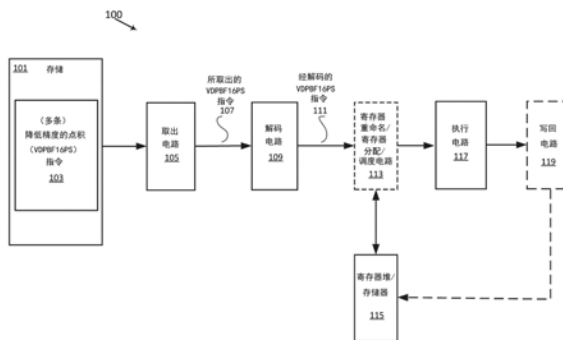 100
101 存储
(多条)
降低精度的点积
(VDPBF16PS)
指令
103
取出
电路
105
所取出的
VDPBF16PS
指令
107
解码
电路
109
经解码的
VDPBF16PS
指令
111
寄存器
重命名/
寄存器
分配/
调度电路
113
执行
电路
117
写回
电路
119
寄存器堆/
存储器
115